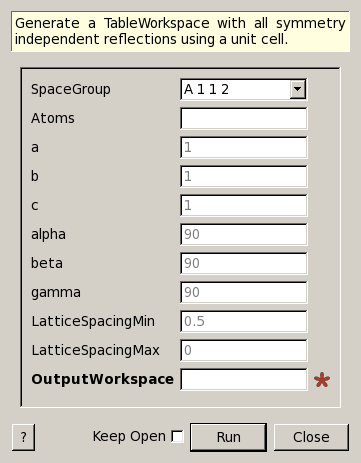 Generate a TableWorkspace with all symmetry
independent reflections using a unit cell.
SpaceGroup A 1 1 2
Atoms
a 1
b 1
c 1
alpha 90
beta 90
gamma 90
LatticeSpacingMin 0.5
LatticeSpacingMax 0
OutputWorkspace *
? Keep Open Run Close